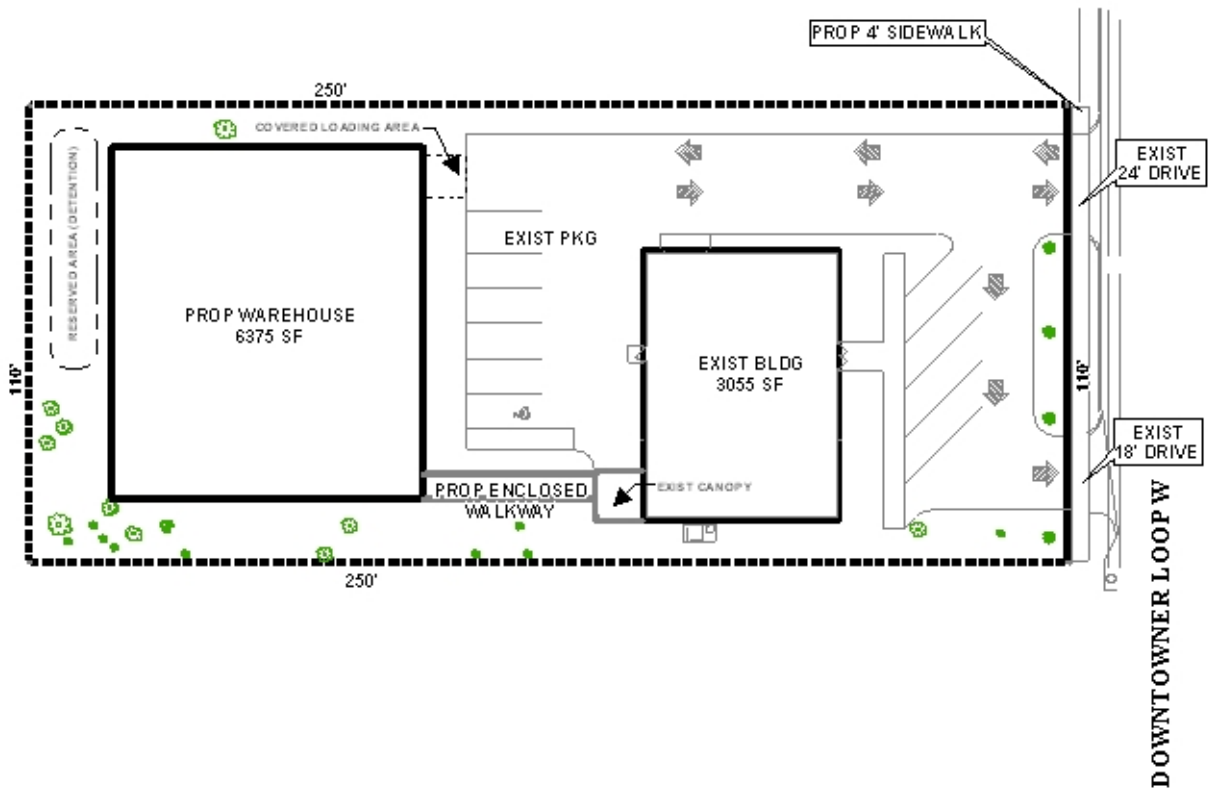 PROP 4' SIDEWALK
250'
COVERED LOADING AREA
EXIST
24' DRIVE
RESERVED AREA (DETENTION)
EXIST PKG
PROP WAREHOUSE
6375 SF
EXIST BLDG
3055 SF
110'
110'
EXIST
18' DRIVE
PROP ENCLOSED
WALKWAY
EXIST CANOPY
250'
DOWNTOWNER LOOP W